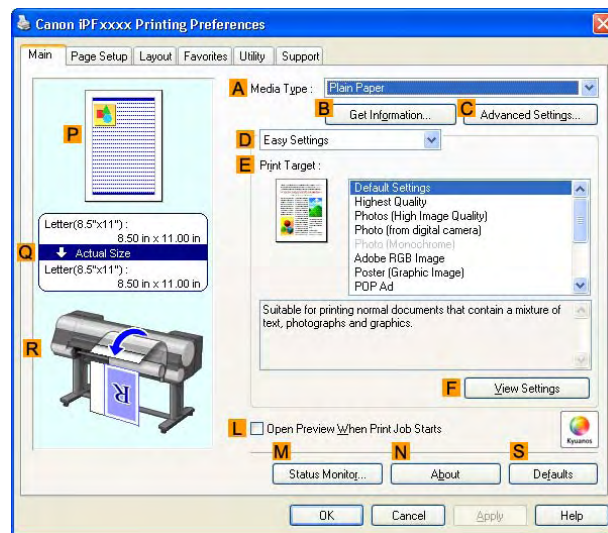 Canon iPFxxxx Printing Preferences
Main Page Setup Layout Favorites Utility Support
A Media Type : Plain Paper
B Get Information... C Advanced Settings...
D Easy Settings
E Print Target :
Default Settings
Highest Quality
Photos (High Image Quality)
Photo (from digital camera)
Photo (Monochrome)
Adobe RGB Image
Poster (Graphic Image)
POP Ad
P
Q
Letter(8.5"x11") :
8.50 in x 11.00 in
Actual Size
Letter(8.5"x11") :
8.50 in x 11.00 in
R
R
Suitable for printing normal documents that contain a mixture of
text, photographs and graphics.
F View Settings
L Open Preview When Print Job Starts
Kyuanos
M N S
Status Monitor... About Defaults
OK Cancel Apply Help